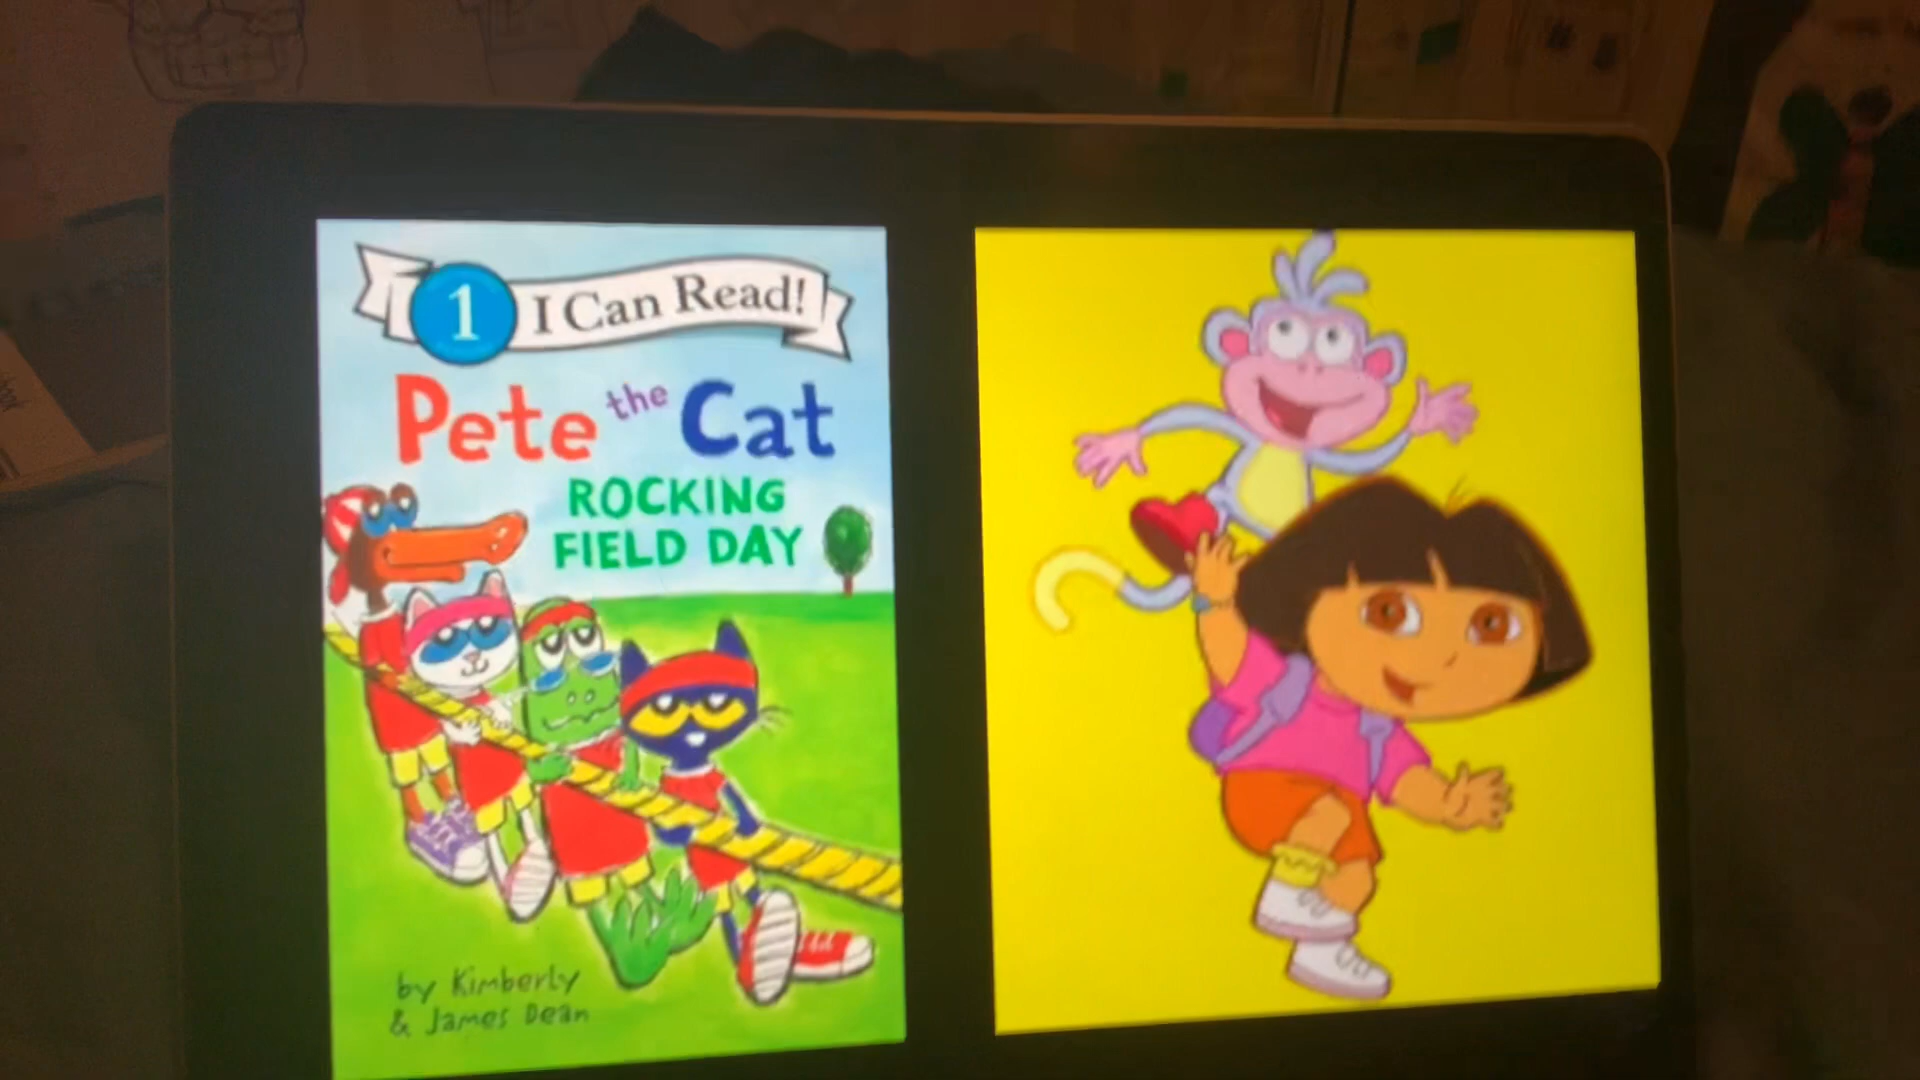 1 I Can Read!
Pete the Cat
ROCKING
FIELD DAY
by Kimberly
& James Dean